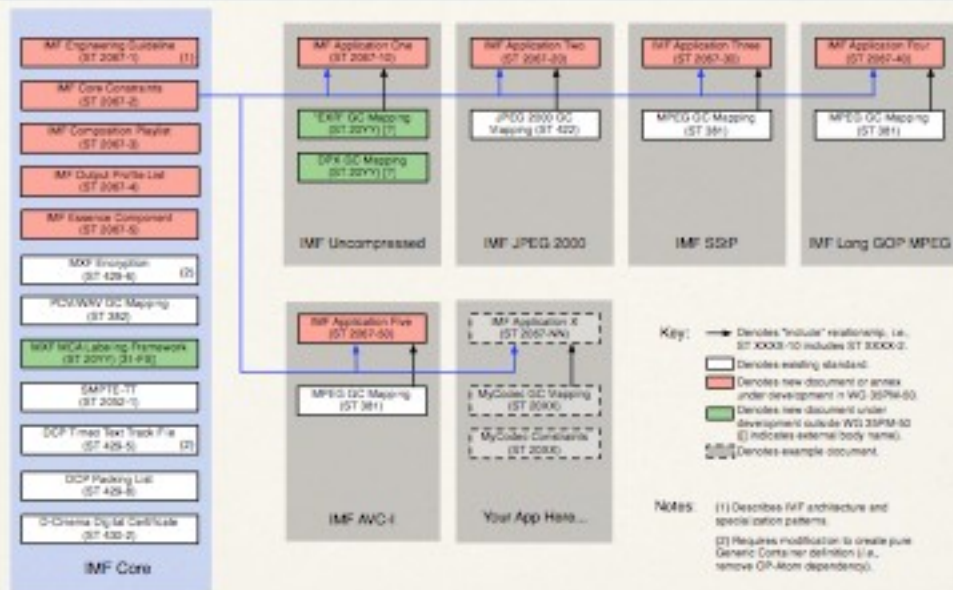 IMF Engineering Guideline
(ST 2067-1) (1)
IMF Core Constraints
(ST 2067-2)
IMF Composition Playlist
(ST 2067-3)
IMF Output Profile List
(ST 2067-4)
IMF Essence Component
(ST 2067-5)
MXF Encryption
(ST 429-6) (2)
PCM/WAV GC Mapping
(ST 382)
MXF MCA Labeling Framework
(ST 20YY) [31-FS]
SMPTE-TT
(ST 2052-1)
DCP Timed Text Track File
(ST 429-5) (2)
DCP Packing List
(ST 429-8)
D-Cinema Digital Certificate
(ST 430-2)
IMF Core
IMF Application One
(ST 2067-10)
GC Mapping
(ST 20YY) [?]
DPX GC Mapping
(ST 20YY) [?]
IMF Uncompressed
IMF Application Two
(ST 2067-20)
JPEG 2000 GC
Mapping (ST 422)
IMF JPEG 2000
IMF Application Three
(ST 2067-30)
MPEG GC Mapping
(ST 381)
IMF SStP
IMF Application Four
(ST 2067-40)
MPEG GC Mapping
(ST 381)
IMF Long GOP MPEG
IMF Application Five
(ST 2067-50)
MPEG GC Mapping
(ST 381)
IMF AVC-I
IMF Application X
(ST 2067-NN)
MyCodec GC Mapping
(ST 20XX)
MyCodec Constraints
(ST 20XX)
Your App Here...
Key:
Denotes "include" relationship, i.e.,
ST XXXX-10 includes ST XXXX-2.
Denotes existing standard.
Denotes new document or annex
under development in WG 35PM-50.
Denotes new document under
development outside WG 35PM-50
([] indicates external body name).
Denotes example document.
Notes:
(1) Describes IMF architecture and
specialization patterns.
(2) Requires modification to create pure
Generic Container definition (i.e.,
remove OP-Atom dependency).